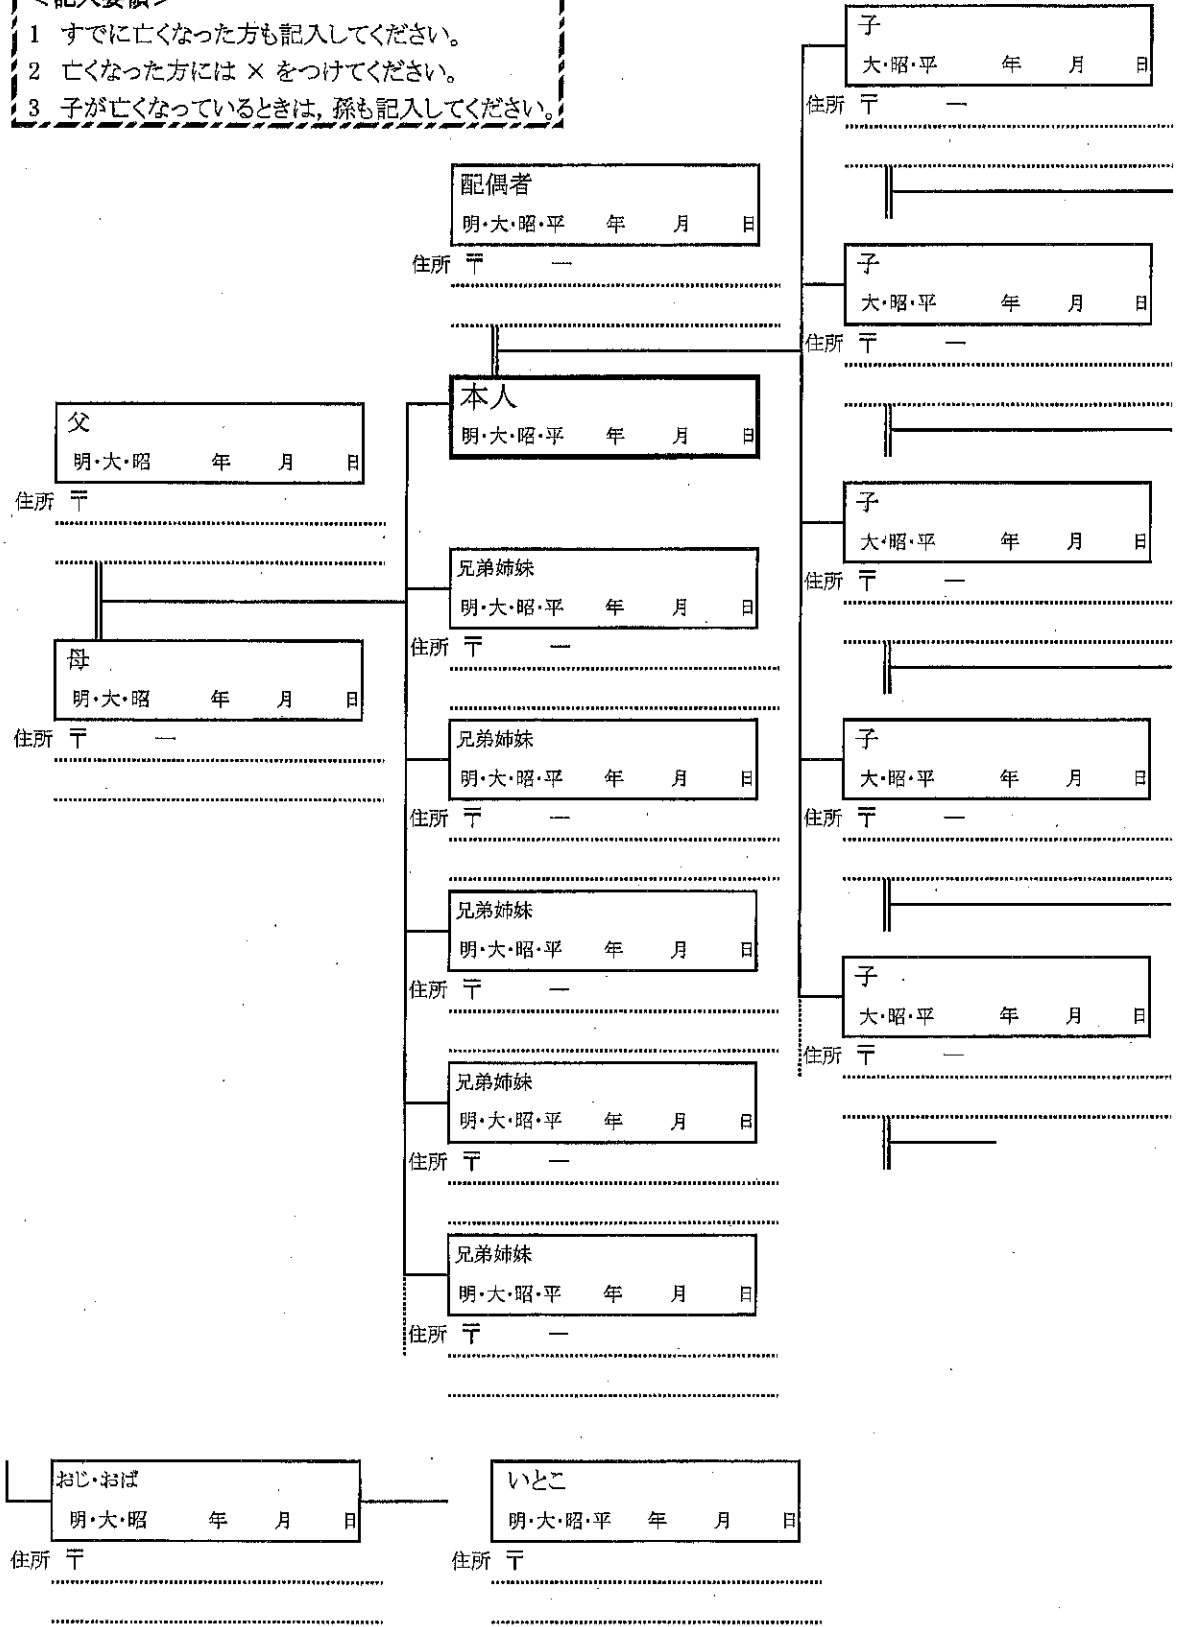 <記入要領>
1 すでに亡くなった方も記入してください。
2 亡くなった方には × をつけてください。
3 子が亡くなっているときは, 孫も記入してください。
子
大・昭・平 年 月 日
住所 〒 ―
配偶者
明・大・昭・平 年 月 日
住所 〒 ―
子
大・昭・平 年 月 日
住所 〒 ―
本人
明・大・昭・平 年 月 日
父
明・大・昭 年 月 日
住所 〒
子
大・昭・平 年 月 日
住所 〒 ―
兄弟姉妹
明・大・昭・平 年 月 日
住所 〒 ―
母
明・大・昭 年 月 日
住所 〒 ―
兄弟姉妹
明・大・昭・平 年 月 日
住所 〒 ―
子
大・昭・平 年 月 日
住所 〒 ―
兄弟姉妹
明・大・昭・平 年 月 日
住所 〒 ―
子
大・昭・平 年 月 日
住所 〒 ―
兄弟姉妹
明・大・昭・平 年 月 日
住所 〒 ―
兄弟姉妹
明・大・昭・平 年 月 日
住所 〒 ―
おじ・おば
明・大・昭 年 月 日
住所 〒
いとこ
明・大・昭・平 年 月 日
住所 〒